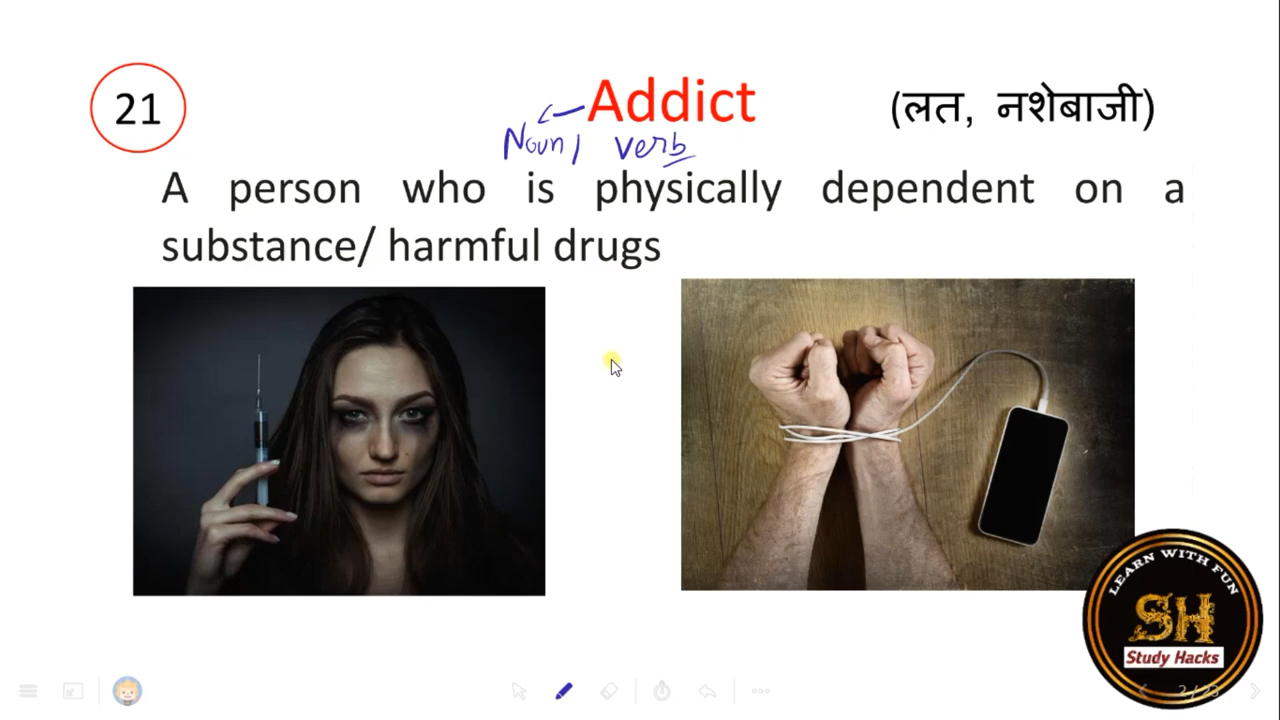 21 Addict (लत, नशेबाजी)
Noun, verb
A person who is physically dependent on a
substance/ harmful drugs
LEARN WITH FUN
SH
Study Hacks